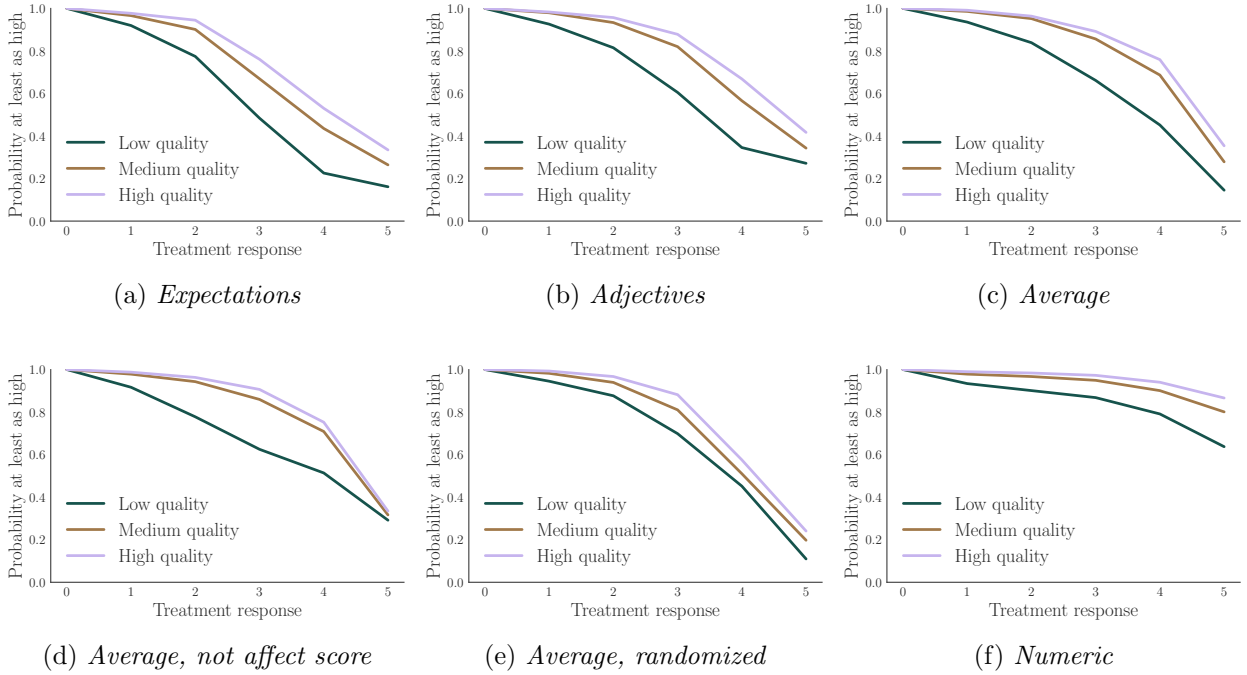 Probability at least as high
1.0
0.8
0.6
0.4
0.2
0.0
Low quality
Medium quality
High quality
0 1 2 3 4 5
Treatment response
(a) Expectations
Probability at least as high
1.0
0.8
0.6
0.4
0.2
0.0
Low quality
Medium quality
High quality
0 1 2 3 4 5
Treatment response
(b) Adjectives
Probability at least as high
1.0
0.8
0.6
0.4
0.2
0.0
Low quality
Medium quality
High quality
0 1 2 3 4 5
Treatment response
(c) Average
Probability at least as high
1.0
0.8
0.6
0.4
0.2
0.0
Low quality
Medium quality
High quality
0 1 2 3 4 5
Treatment response
(d) Average, not affect score
Probability at least as high
1.0
0.8
0.6
0.4
0.2
0.0
Low quality
Medium quality
High quality
0 1 2 3 4 5
Treatment response
(e) Average, randomized
Probability at least as high
1.0
0.8
0.6
0.4
0.2
0.0
Low quality
Medium quality
High quality
0 1 2 3 4 5
Treatment response
(f) Numeric